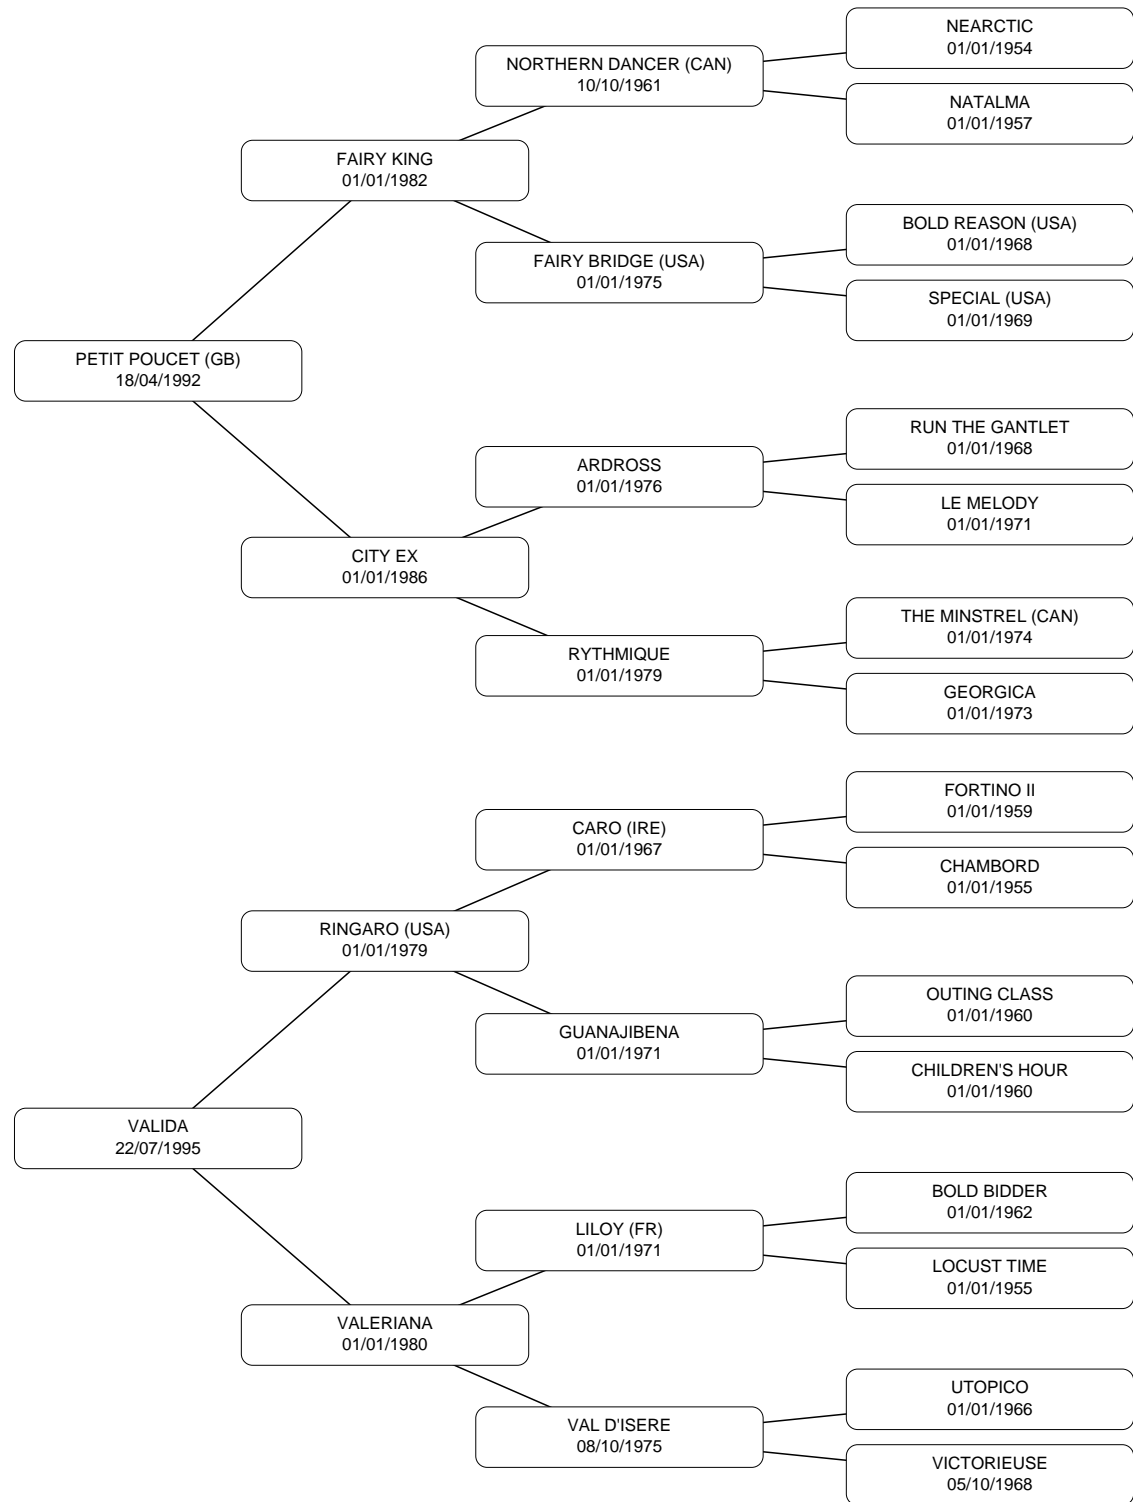 NEARCTIC
01/01/1954
NORTHERN DANCER (CAN)
10/10/1961
NATALMA
01/01/1957
FAIRY KING
01/01/1982
BOLD REASON (USA)
01/01/1968
FAIRY BRIDGE (USA)
01/01/1975
SPECIAL (USA)
01/01/1969
PETIT POUCET (GB)
18/04/1992
RUN THE GANTLET
01/01/1968
ARDROSS
01/01/1976
LE MELODY
01/01/1971
CITY EX
01/01/1986
THE MINSTREL (CAN)
01/01/1974
RYTHMIQUE
01/01/1979
GEORGICA
01/01/1973
FORTINO II
01/01/1959
CARO (IRE)
01/01/1967
CHAMBORD
01/01/1955
RINGARO (USA)
01/01/1979
OUTING CLASS
01/01/1960
GUANAJIBENA
01/01/1971
CHILDREN'S HOUR
01/01/1960
VALIDA
22/07/1995
BOLD BIDDER
01/01/1962
LILOY (FR)
01/01/1971
LOCUST TIME
01/01/1955
VALERIANA
01/01/1980
UTOPICO
01/01/1966
VAL D'ISERE
08/10/1975
VICTORIEUSE
05/10/1968